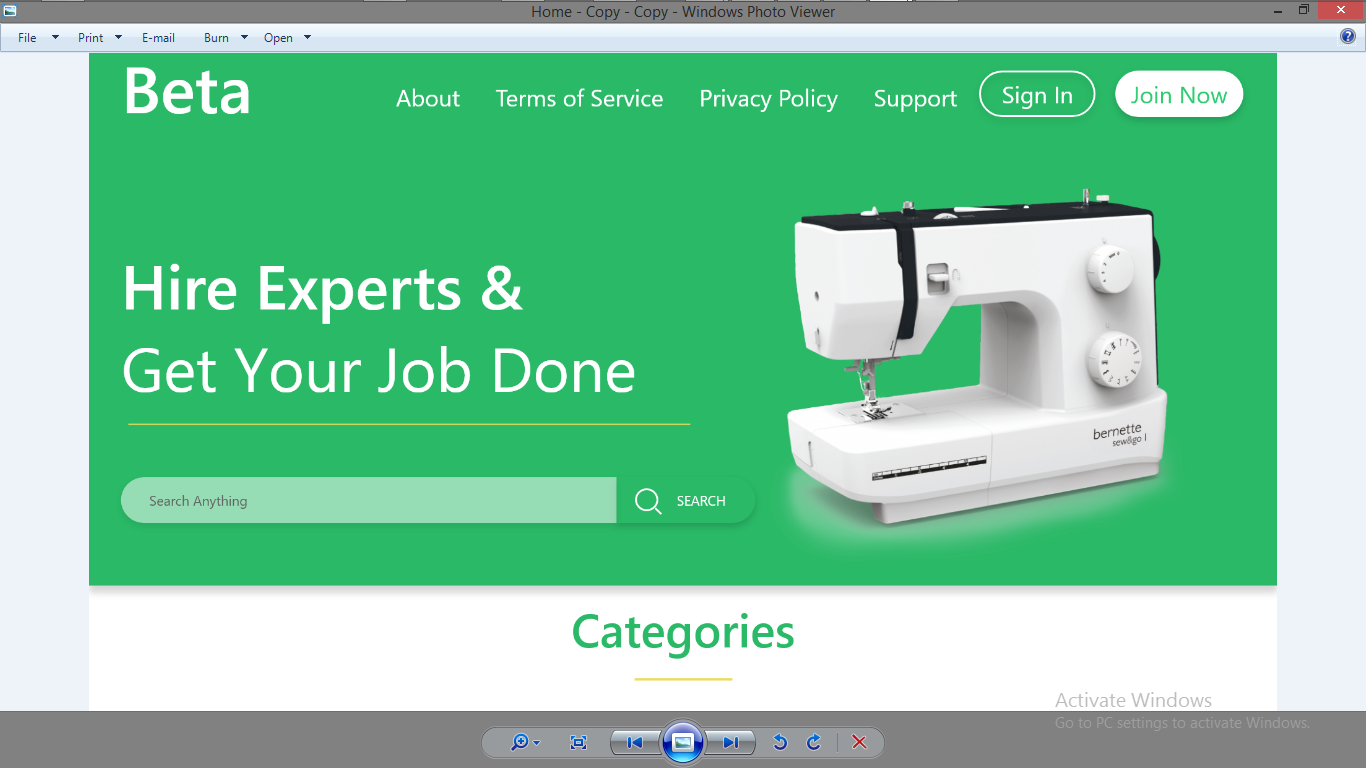 Home - Copy - Copy - Windows Photo Viewer
File Print E-mail Burn Open
Beta
About Terms of Service Privacy Policy Support Sign In Join Now
Hire Experts &
Get Your Job Done
Search Anything SEARCH
bernette
sew&go 1
Categories
Activate Windows
Go to PC settings to activate Windows.